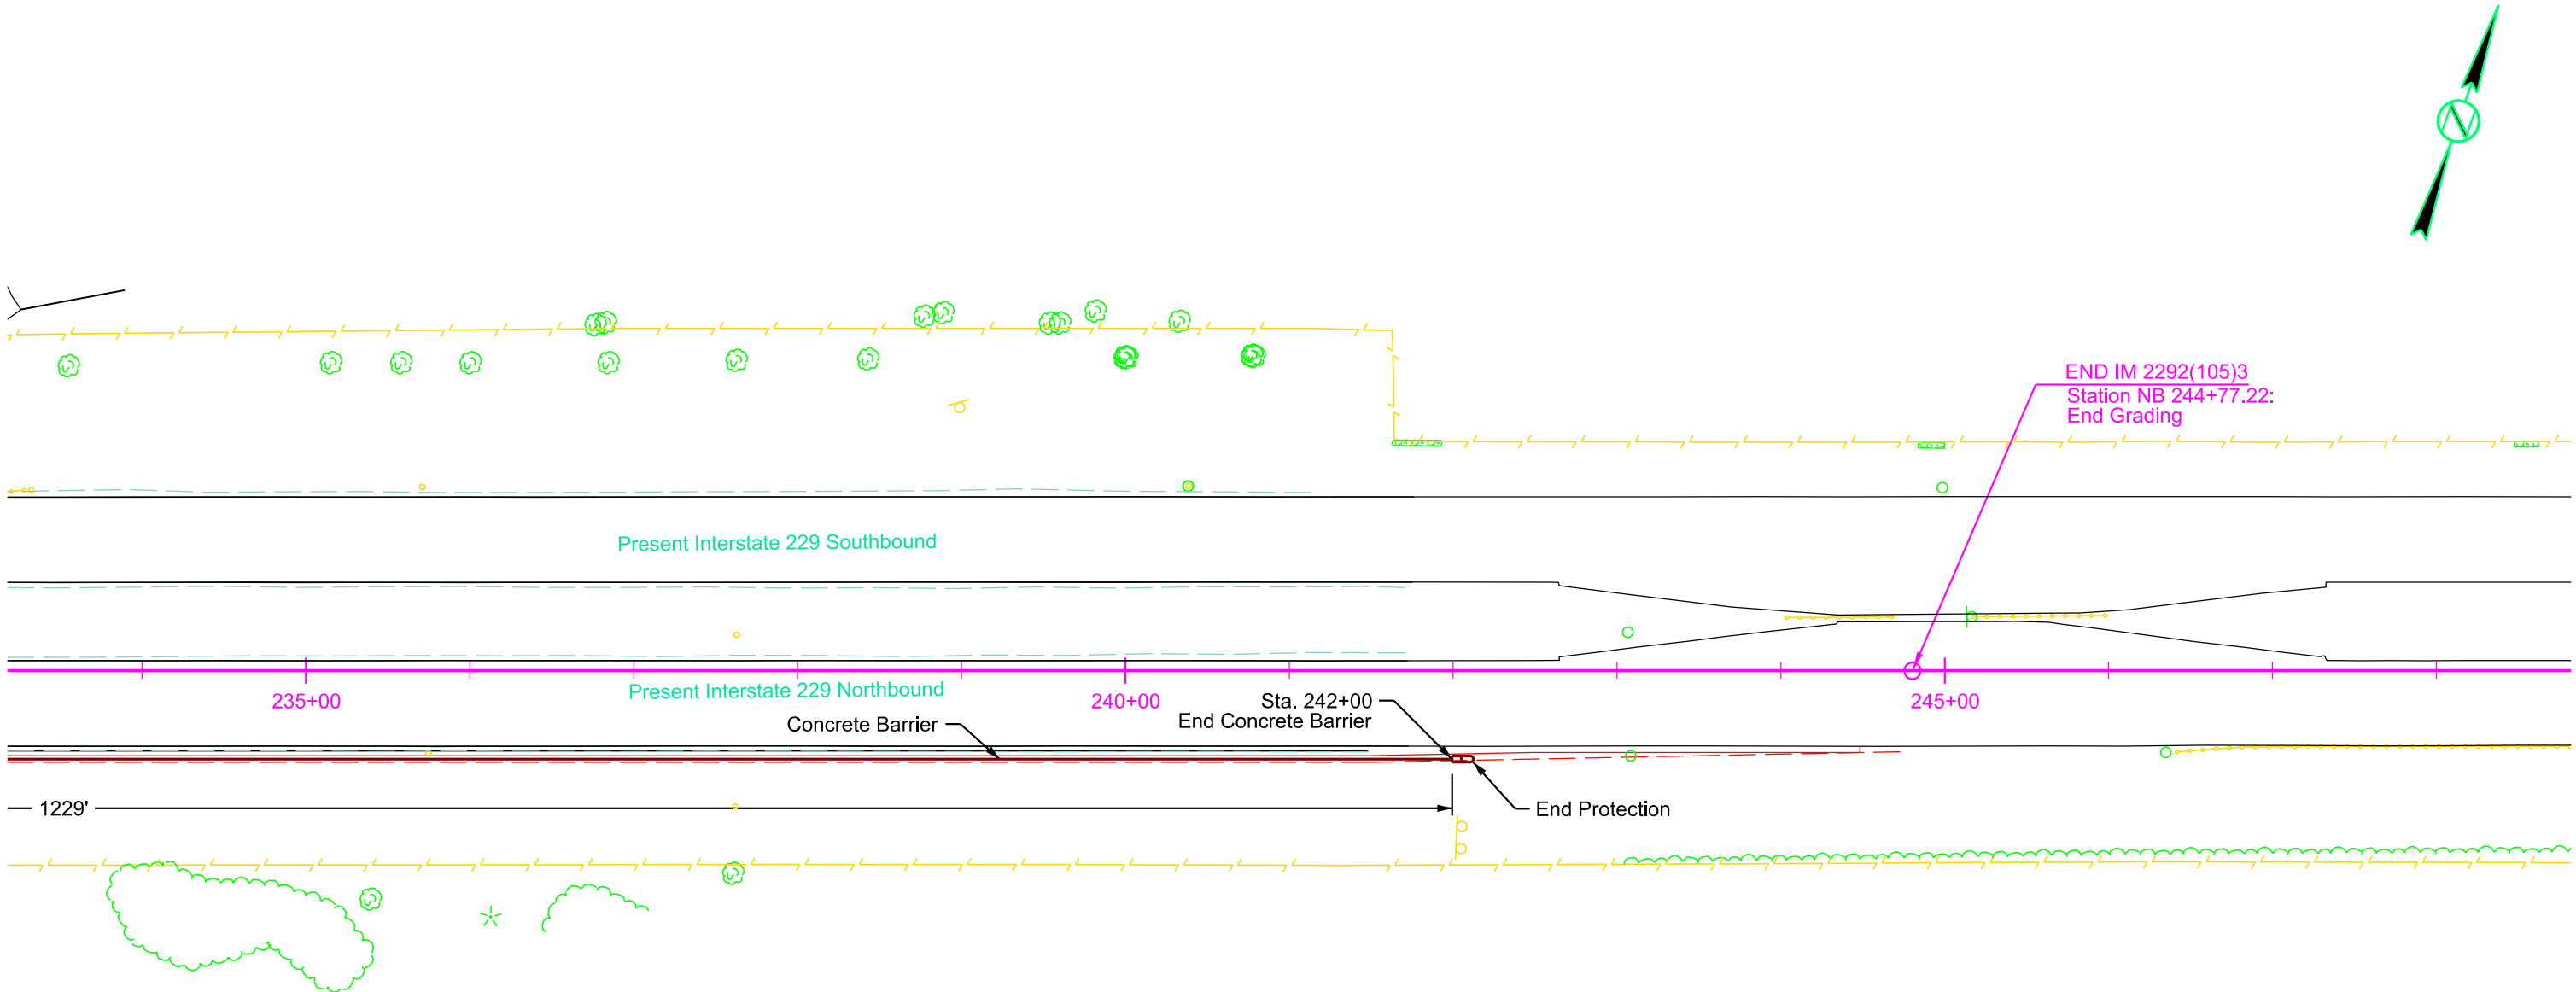 N
END IM 2292(105)3
Station NB 244+77.22:
End Grading
Present Interstate 229 Southbound
Present Interstate 229 Northbound
235+00
240+00
245+00
Sta. 242+00
End Concrete Barrier
Concrete Barrier
1229'
End Protection